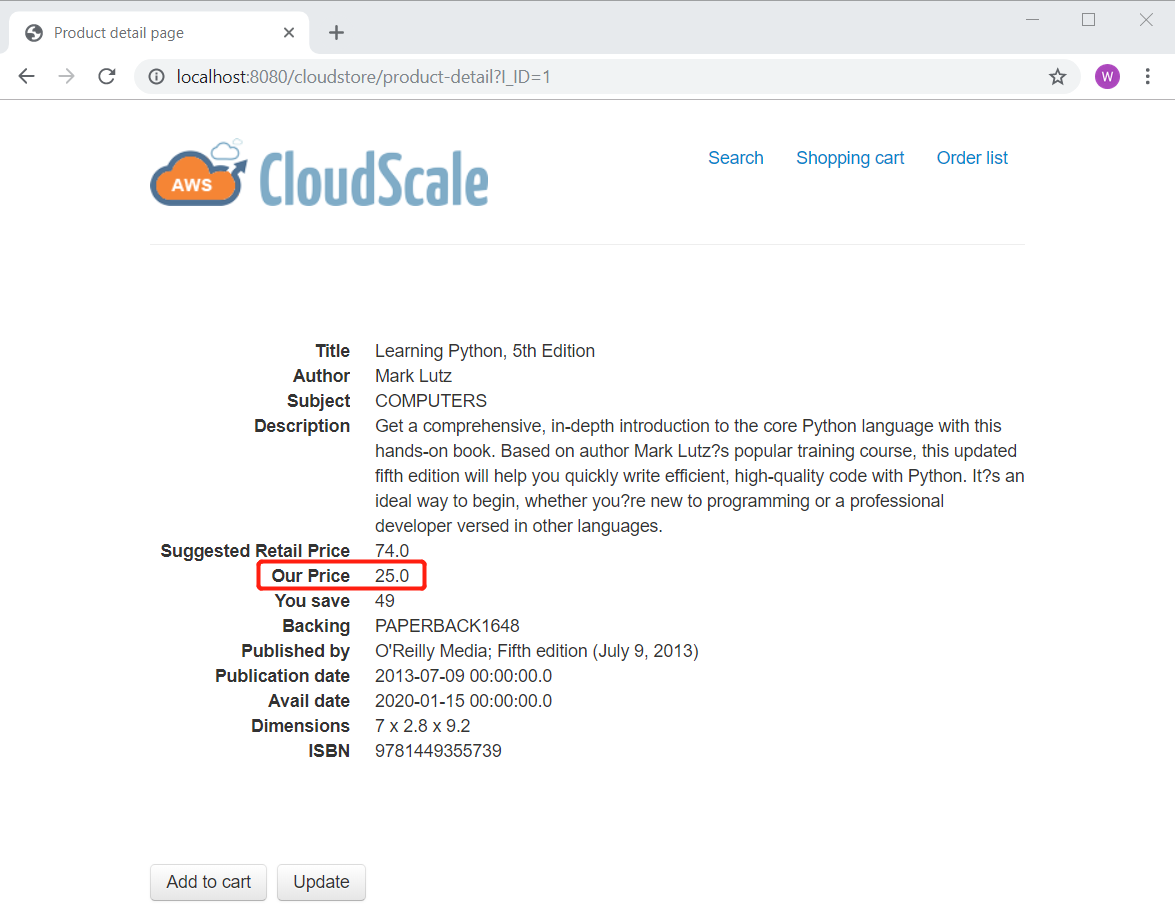 Product detail page
localhost:8080/cloudstore/product-detail?I_ID=1
W
AWS CloudScale
Search Shopping cart Order list
Title Learning Python, 5th Edition
Author Mark Lutz
Subject COMPUTERS
Description Get a comprehensive, in-depth introduction to the core Python language with this
hands-on book. Based on author Mark Lutz?s popular training course, this updated
fifth edition will help you quickly write efficient, high-quality code with Python. It?s an
ideal way to begin, whether you?re new to programming or a professional
developer versed in other languages.
Suggested Retail Price 74.0
Our Price 25.0
You save 49
Backing PAPERBACK1648
Published by O'Reilly Media; Fifth edition (July 9, 2013)
Publication date 2013-07-09 00:00:00.0
Avail date 2020-01-15 00:00:00.0
Dimensions 7 x 2.8 x 9.2
ISBN 9781449355739
Add to cart Update